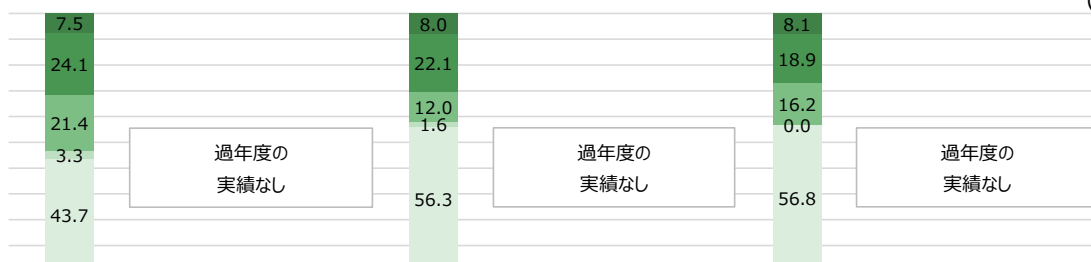 7.5
24.1
21.4
3.3
43.7
過年度の
実績なし
8.0
22.1
12.0
1.6
56.3
過年度の
実績なし
8.1
18.9
16.2
0.0
56.8
過年度の
実績なし